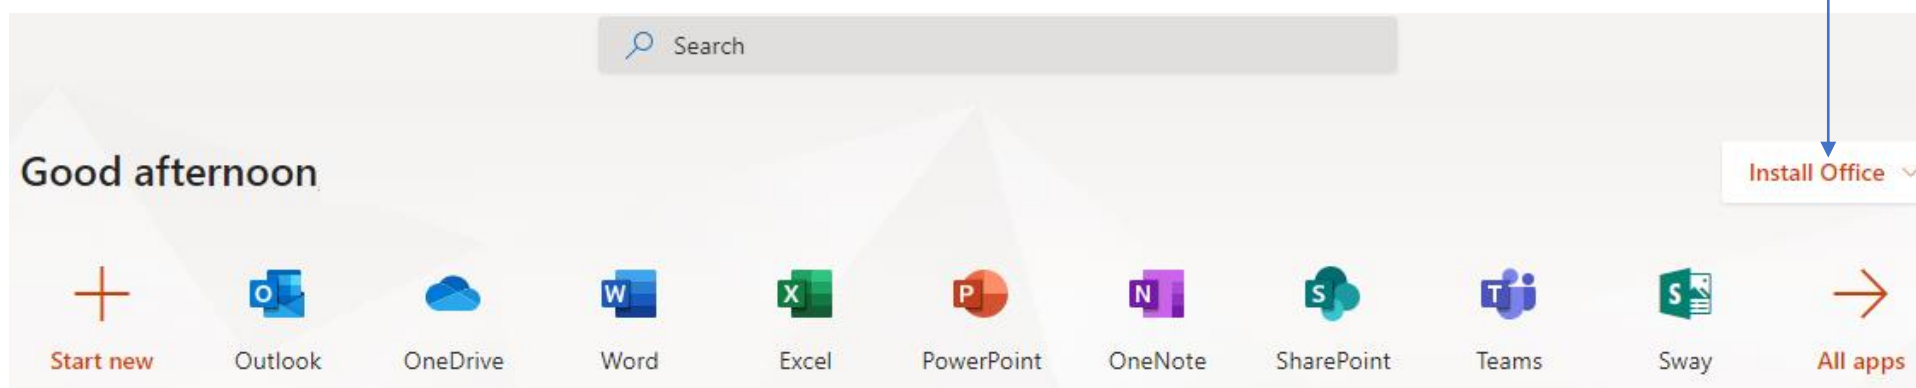 Search
Good afternoon
Install Office
O
W
X
P
N
S
T
S
Start new
Outlook
OneDrive
Word
Excel
PowerPoint
OneNote
SharePoint
Teams
Sway
All apps